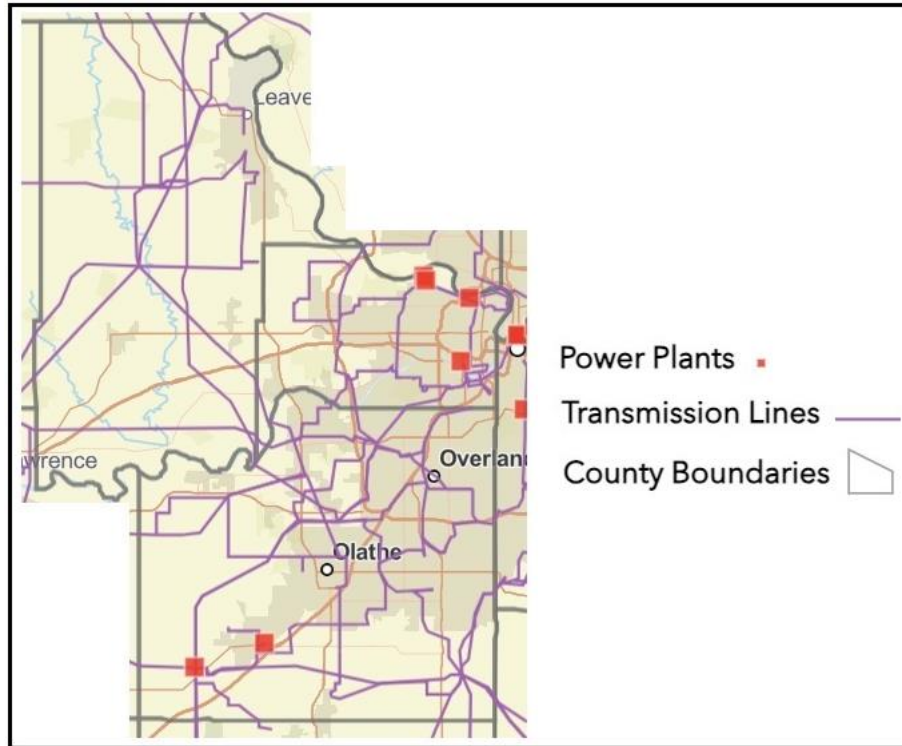 Leave
Power Plants
Transmission Lines
wrence
Overlan
County Boundaries
Olathe